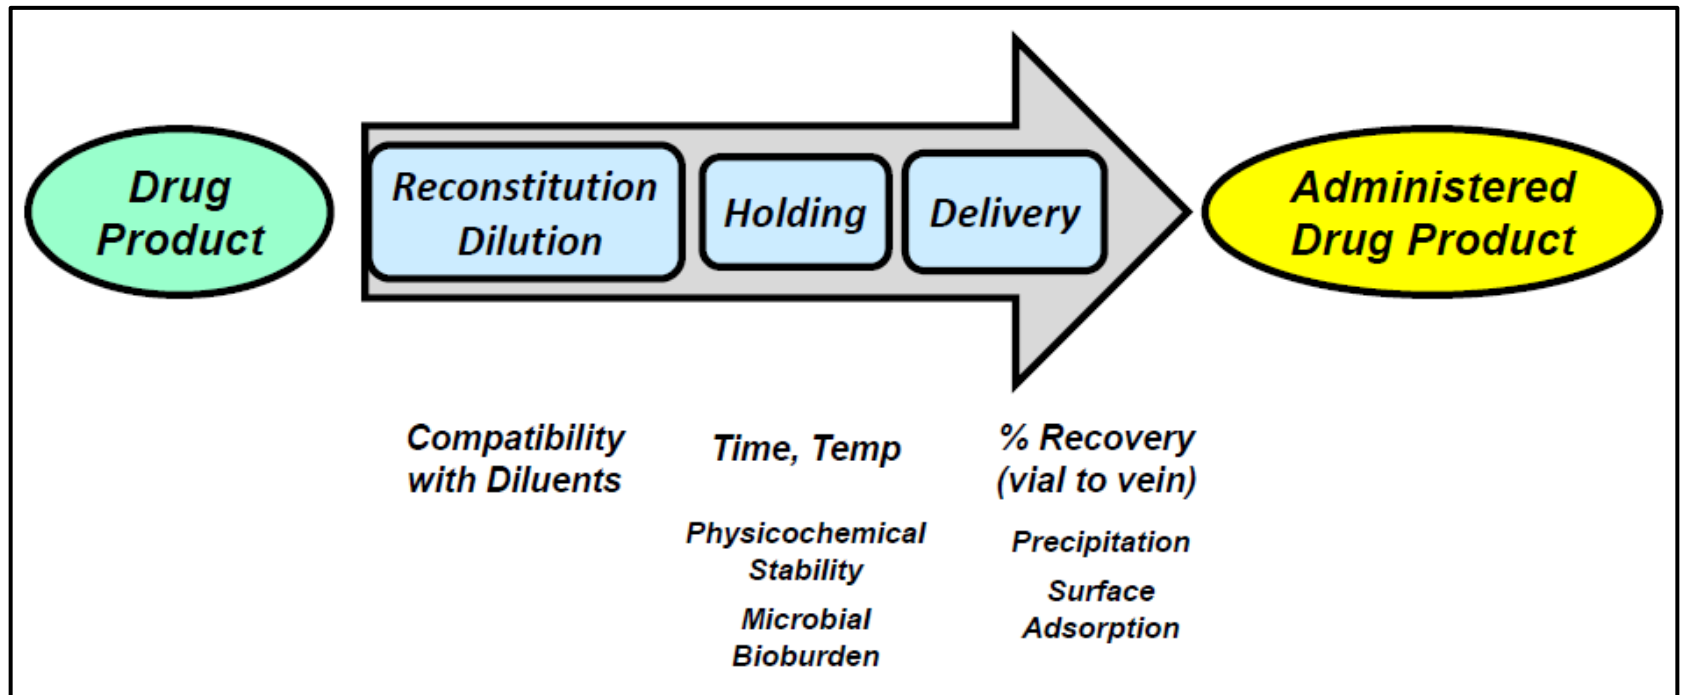 Drug
Product
Reconstitution
Dilution
Holding
Delivery
Administered
Drug Product
Compatibility
with Diluents
Time, Temp
Physicochemical
Stability
Microbial
Bioburden
% Recovery
(vial to vein)
Precipitation
Surface
Adsorption